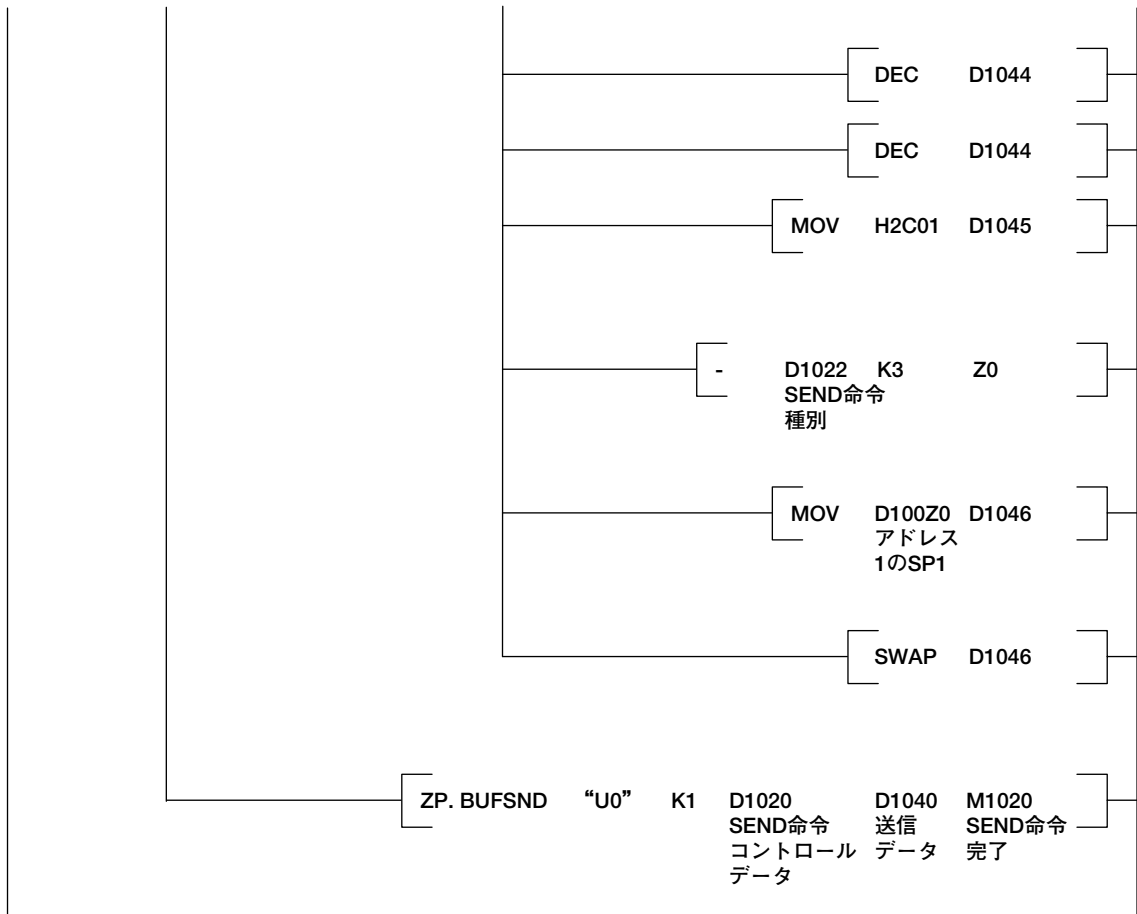 DEC D1044
DEC D1044
MOV H2C01 D1045
- D1022 K3 Z0
SEND命令
種別
MOV D100Z0 D1046
アドレス
1のSP1
SWAP D1046
ZP. BUFSND “U0” K1 D1020 D1040 M1020
SEND命令 送信 SEND命令
コントロール データ 完了
データ